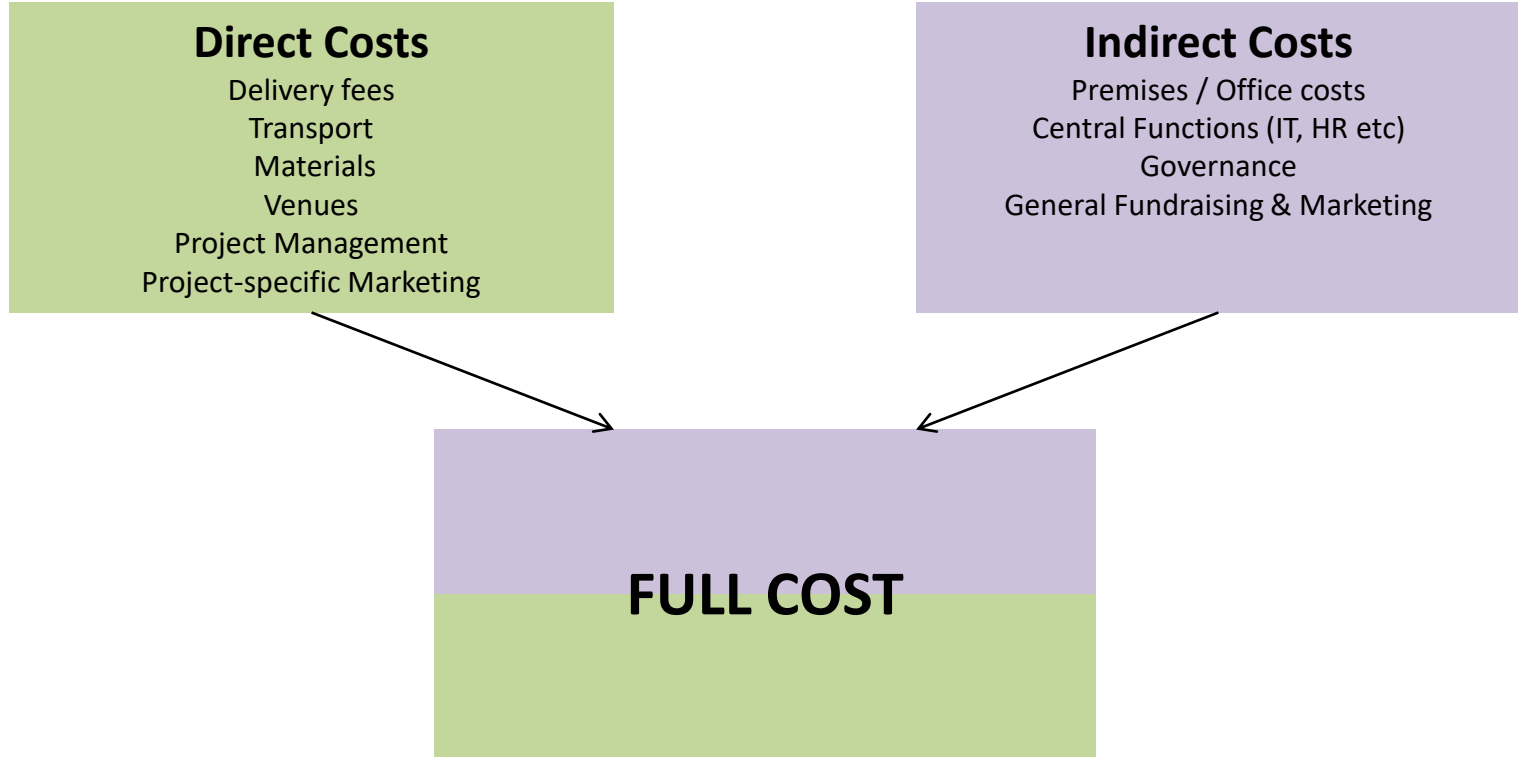 Direct Costs
Delivery fees
Transport
Materials
Venues
Project Management
Project-specific Marketing
Indirect Costs
Premises / Office costs
Central Functions (IT, HR etc)
Governance
General Fundraising & Marketing
FULL COST